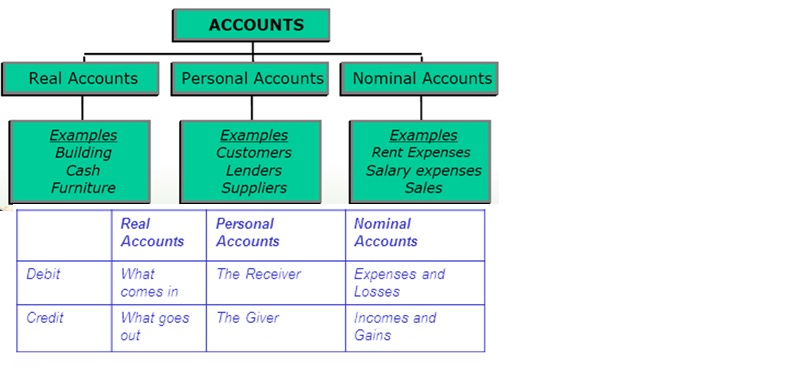 ACCOUNTS
Real Accounts
Personal Accounts
Nominal Accounts
Examples
Building
Cash
Furniture
Examples
Customers
Lenders
Suppliers
Examples
Rent Expenses
Salary expenses
Sales
Real
Accounts
Personal
Accounts
Nominal
Accounts
Debit
What
comes in
The Receiver
Expenses and
Losses
Credit
What goes
out
The Giver
Incomes and
Gains